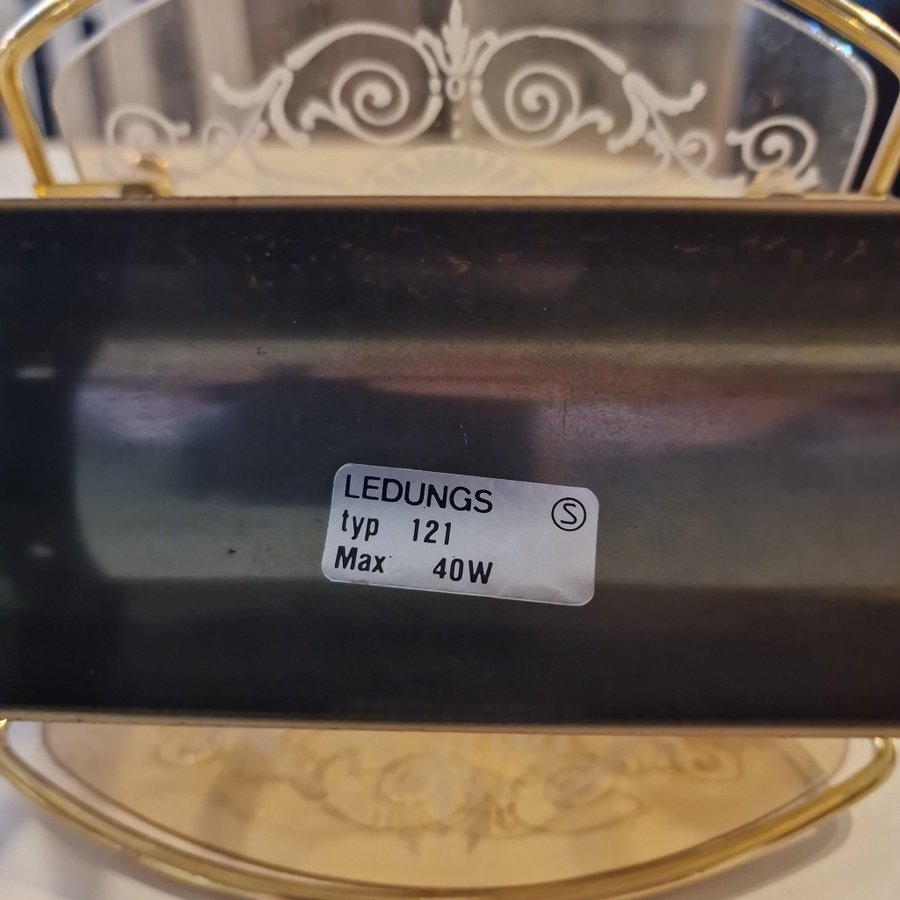 LEDUNGS
typ 121
Max 40W
S